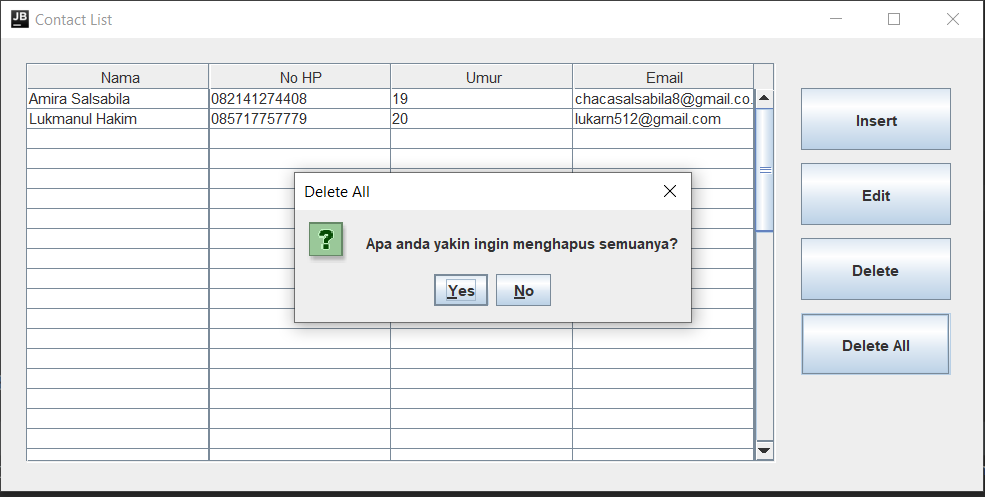 JB Contact List
Nama No HP Umur Email
Amira Salsabila 082141274408 19 chacasalsabila8@gmail.co...
Lukmanul Hakim 085717757779 20 lukarn512@gmail.com
Insert
Edit
Delete
Delete All
Delete All
Apa anda yakin ingin menghapus semuanya?
Yes No